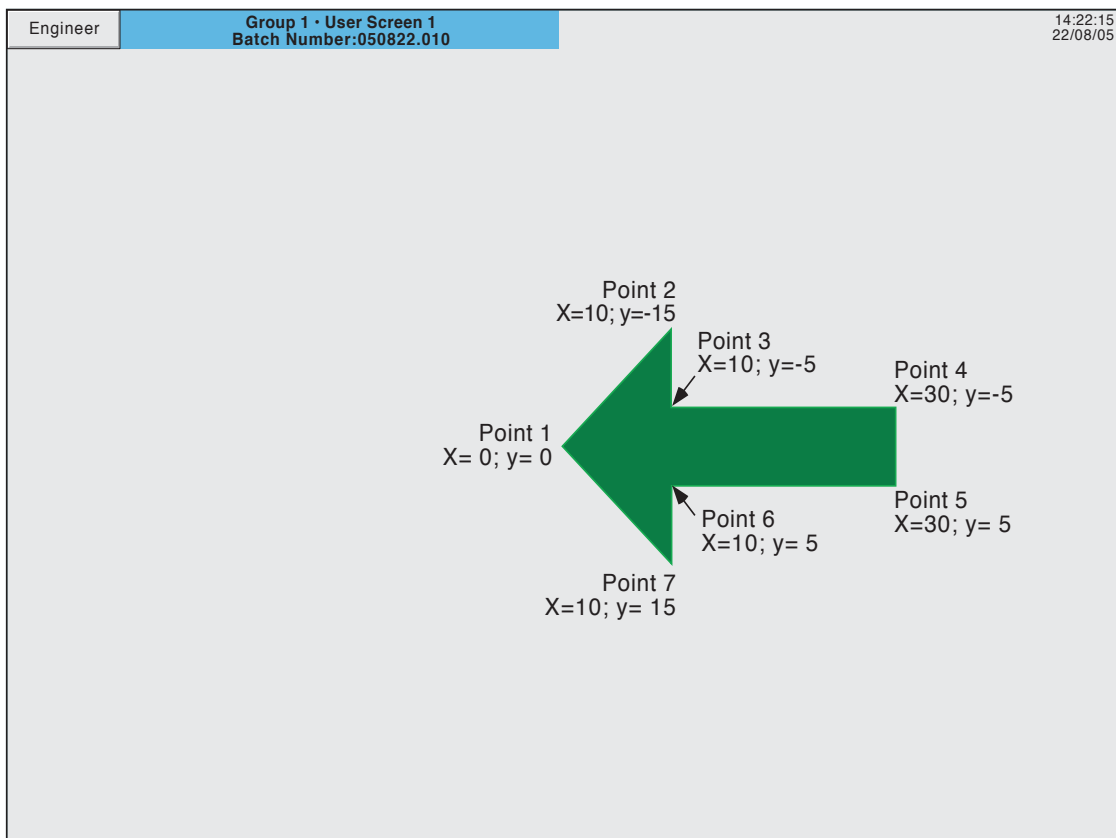 Engineer
Group 1 • User Screen 1
Batch Number:050822.010
14:22:15
22/08/05
Point 2
X=10; y=-15
Point 3
X=10; y=-5
Point 4
X=30; y=-5
Point 1
X= 0; y= 0
Point 5
X=30; y= 5
Point 6
X=10; y= 5
Point 7
X=10; y= 15